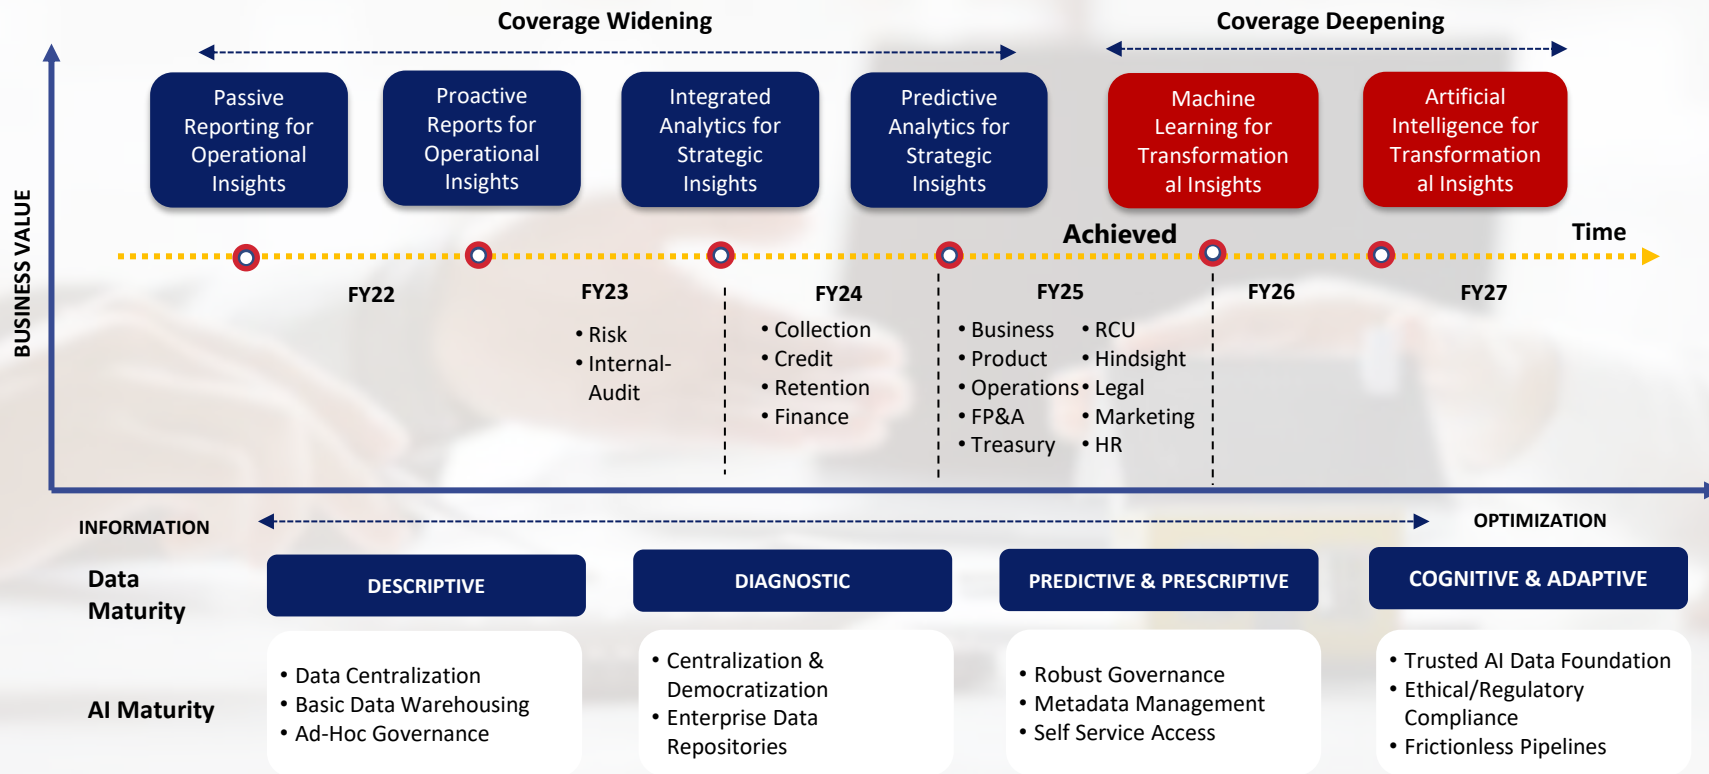 Coverage Widening
Coverage Deepening
Passive
Reporting for
Operational
Insights
Proactive
Reports for
Operational
Insights
Integrated
Analytics for
Strategic
Insights
Predictive
Analytics for
Strategic
Insights
Machine
Learning for
Transformation
al Insights
Artificial
Intelligence for
Transformation
al Insights
BUSINESS VALUE
Achieved
Time
FY22
FY23
• Risk
• Internal-
Audit
FY24
• Collection
• Credit
• Retention
• Finance
FY25
• Business
• Product
• Operations
• FP&A
• Treasury
• RCU
• Hindsight
• Legal
• Marketing
• HR
FY26
FY27
INFORMATION
OPTIMIZATION
Data
Maturity
DESCRIPTIVE
DIAGNOSTIC
PREDICTIVE & PRESCRIPTIVE
COGNITIVE & ADAPTIVE
AI Maturity
• Data Centralization
• Basic Data Warehousing
• Ad-Hoc Governance
• Centralization &
Democratization
• Enterprise Data
Repositories
• Robust Governance
• Metadata Management
• Self Service Access
• Trusted AI Data Foundation
• Ethical/Regulatory
Compliance
• Frictionless Pipelines